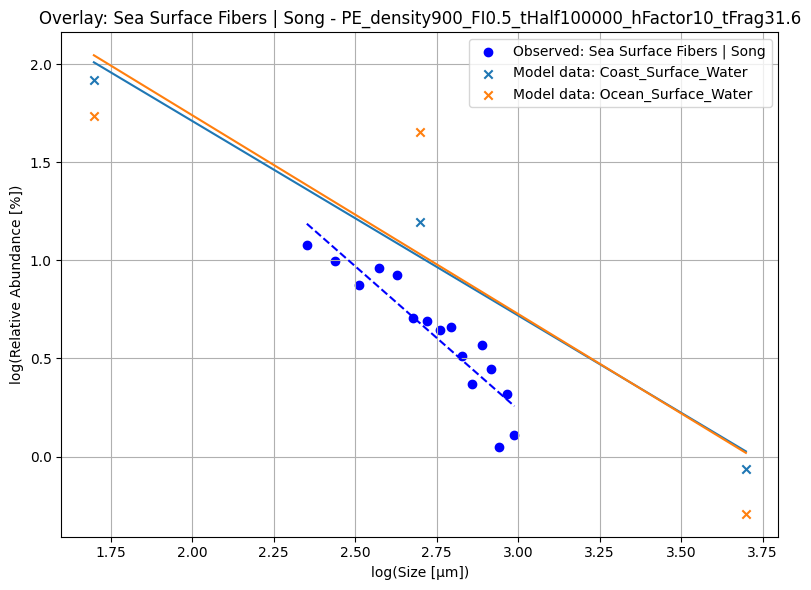 Overlay: Sea Surface Fibers | Song - PE_density900_FI0.5_tHalf100000_hFactor10_tFrag31.6
Observed: Sea Surface Fibers | Song
Model data: Coast_Surface_Water
Model data: Ocean_Surface_Water
log(Relative Abundance [%])
2.0
1.5
1.0
0.5
0.0
1.75 2.00 2.25 2.50 2.75 3.00 3.25 3.50 3.75
log(Size [µm])